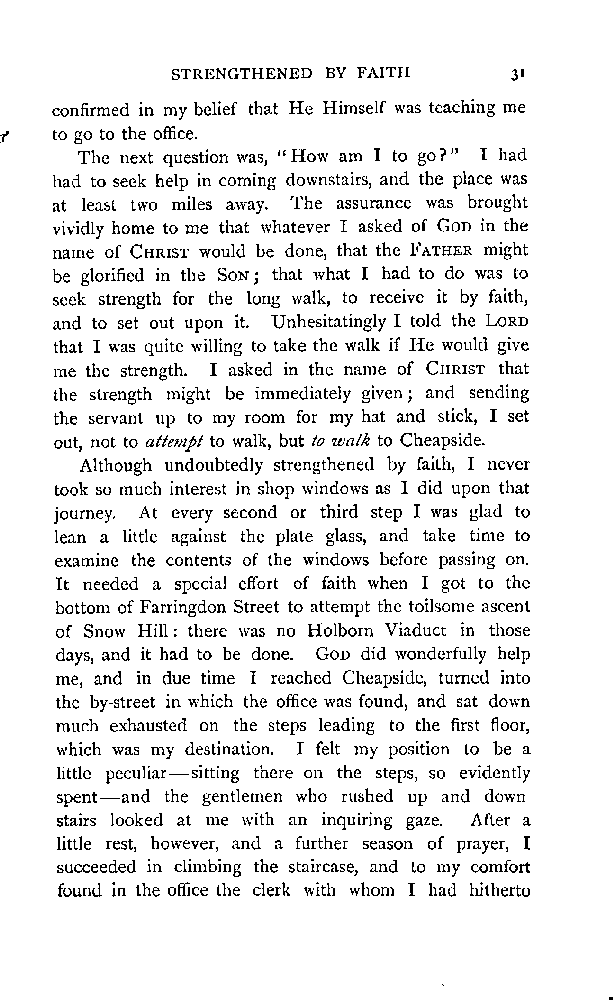 STRENGTHENED BY FAITH 31
confirmed in my belief that He Himself was teaching me
to go to the office.
The next question was, "How am I to go?" I had
had to seek help in coming downstairs, and the place was
at least two miles away. The assurance was brought
vividly home to me that whatever I asked of GOD in the
name of CHRIST would be done, that the FATHER might
be glorified in the SON; that what I had to do was to
seek strength for the long walk, to receive it by faith,
and to set out upon it. Unhesitatingly I told the LORD
that I was quite willing to take the walk if He would give
me the strength. I asked in the name of CHRIST that
the strength might be immediately given; and sending
the servant up to my room for my hat and stick, I set
out, not to attempt to walk, but to walk to Cheapside.
Although undoubtedly strengthened by faith, I never
took so much interest in shop windows as I did upon that
journey. At every second or third step I was glad to
lean a little against the plate glass, and take time to
examine the contents of the windows before passing on.
It needed a special effort of faith when I got to the
bottom of Farringdon Street to attempt the toilsome ascent
of Snow Hill: there was no Holborn Viaduct in those
days, and it had to be done. GOD did wonderfully help
me, and in due time I reached Cheapside, turned into
the by-street in which the office was found, and sat down
much exhausted on the steps leading to the first floor,
which was my destination. I felt my position to be a
little peculiar—sitting there on the steps, so evidently
spent—and the gentlemen who rushed up and down
stairs looked at me with an inquiring gaze. After a
little rest, however, and a further season of prayer, I
succeeded in climbing the staircase, and to my comfort
found in the office the clerk with whom I had hitherto